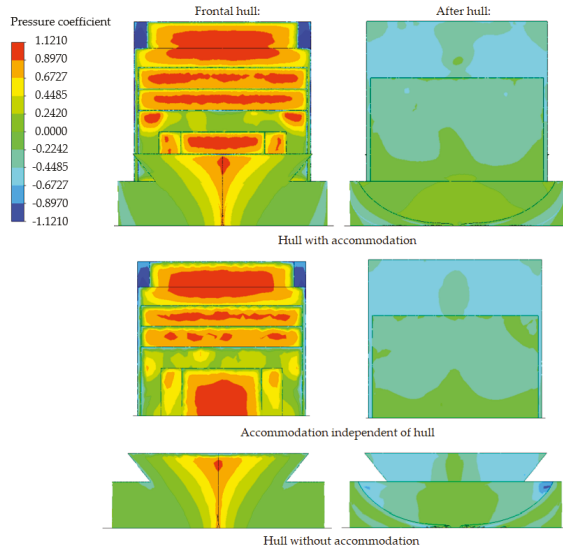 Frontal hull:
After hull:
Pressure coefficient
1.1210
0.8970
0.6727
0.4485
0.2420
0.0000
-0.2242
-0.4485
-0.6727
-0.8970
-1.1210
Hull with accommodation
Accommodation independent of hull
Hull without accommodation